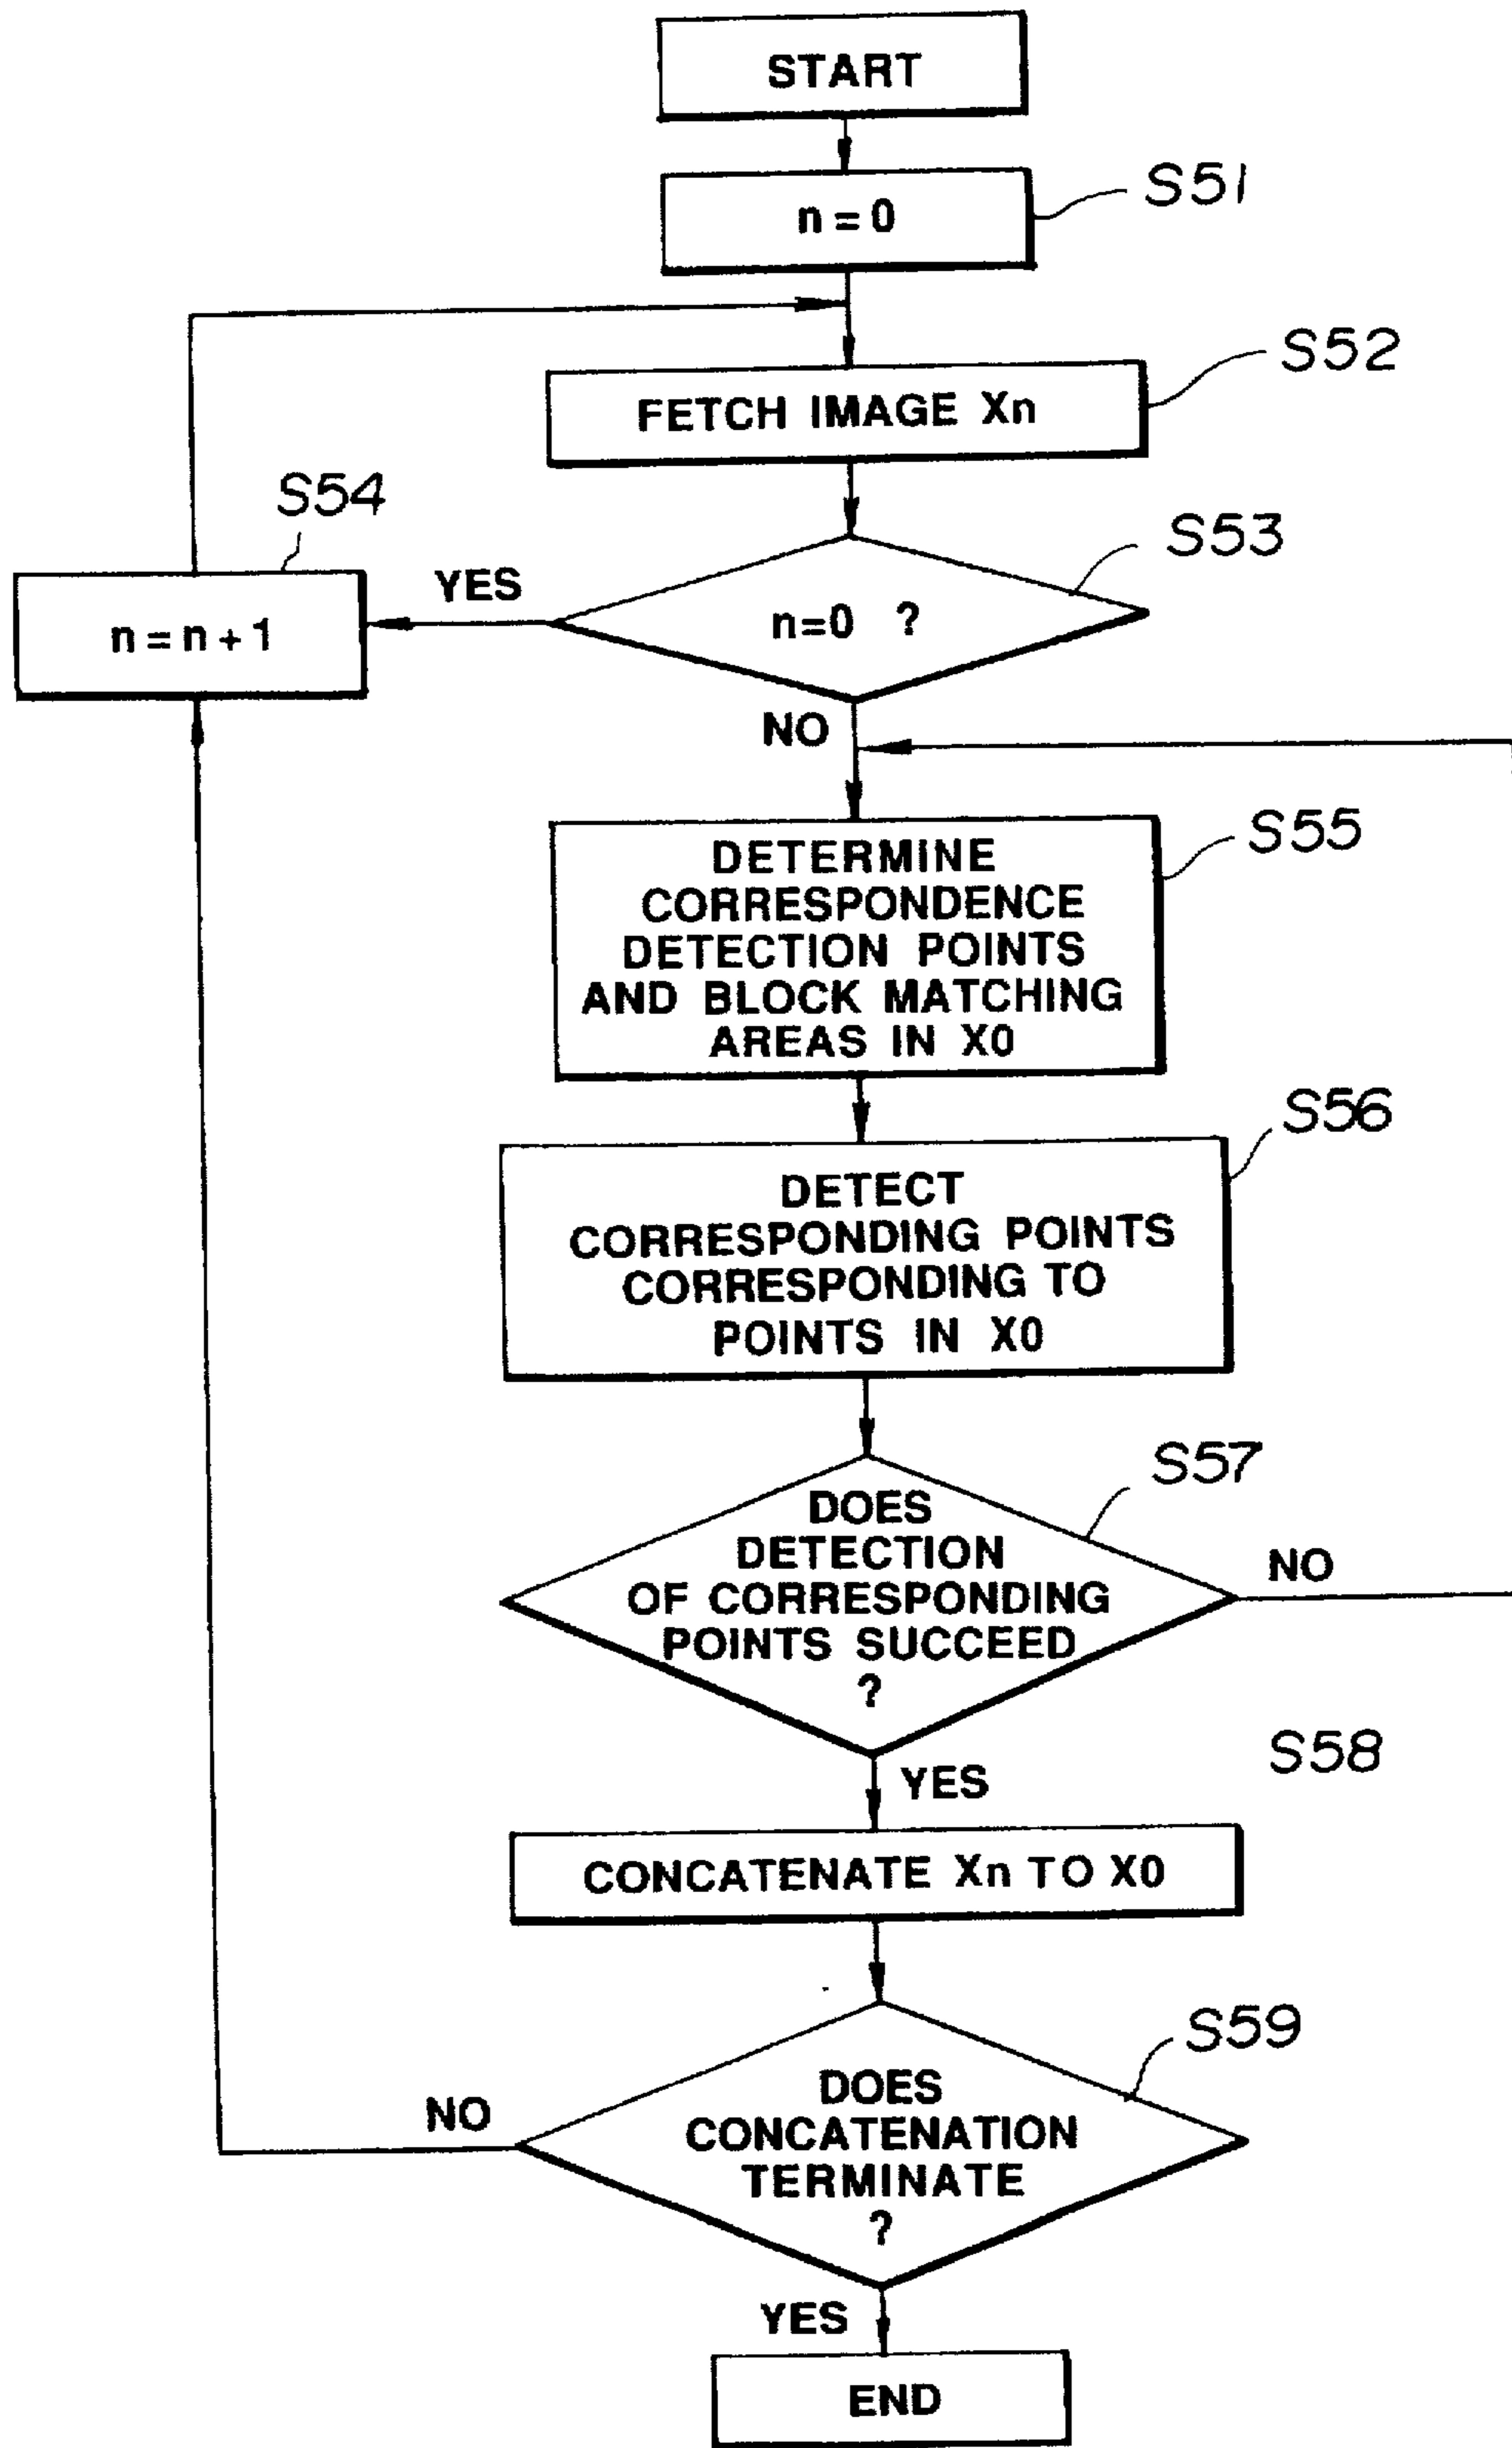 START
n = 0
S51
FETCH IMAGE Xn
S52
S54
n = n + 1
YES
n=0 ?
S53
NO
DETERMINE
CORRESPONDENCE
DETECTION POINTS
AND BLOCK MATCHING
AREAS IN X0
S55
DETECT
CORRESPONDING POINTS
CORRESPONDING TO
POINTS IN X0
S56
DOES
DETECTION
OF CORRESPONDING
POINTS SUCCEED
?
S57
NO
YES
S58
CONCATENATE Xn TO X0
DOES
CONCATENATION
TERMINATE
?
S59
NO
YES
END